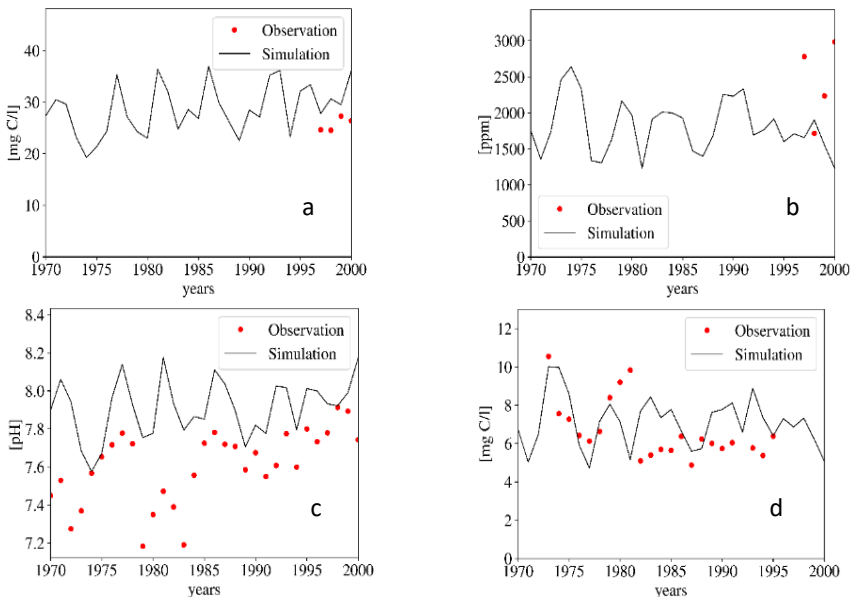 Observation
Simulation
[mg C/l]
40
30
20
10
0
a
1970 1975 1980 1985 1990 1995 2000
years
Observation
Simulation
[ppm]
3000
2500
2000
1500
1000
500
0
b
1970 1975 1980 1985 1990 1995 2000
years
Observation
Simulation
[pH]
8.4
8.2
8.0
7.8
7.6
7.4
7.2
c
1970 1975 1980 1985 1990 1995 2000
years
Observation
Simulation
[mg C/l]
12
10
8
6
4
2
0
d
1970 1975 1980 1985 1990 1995 2000
years